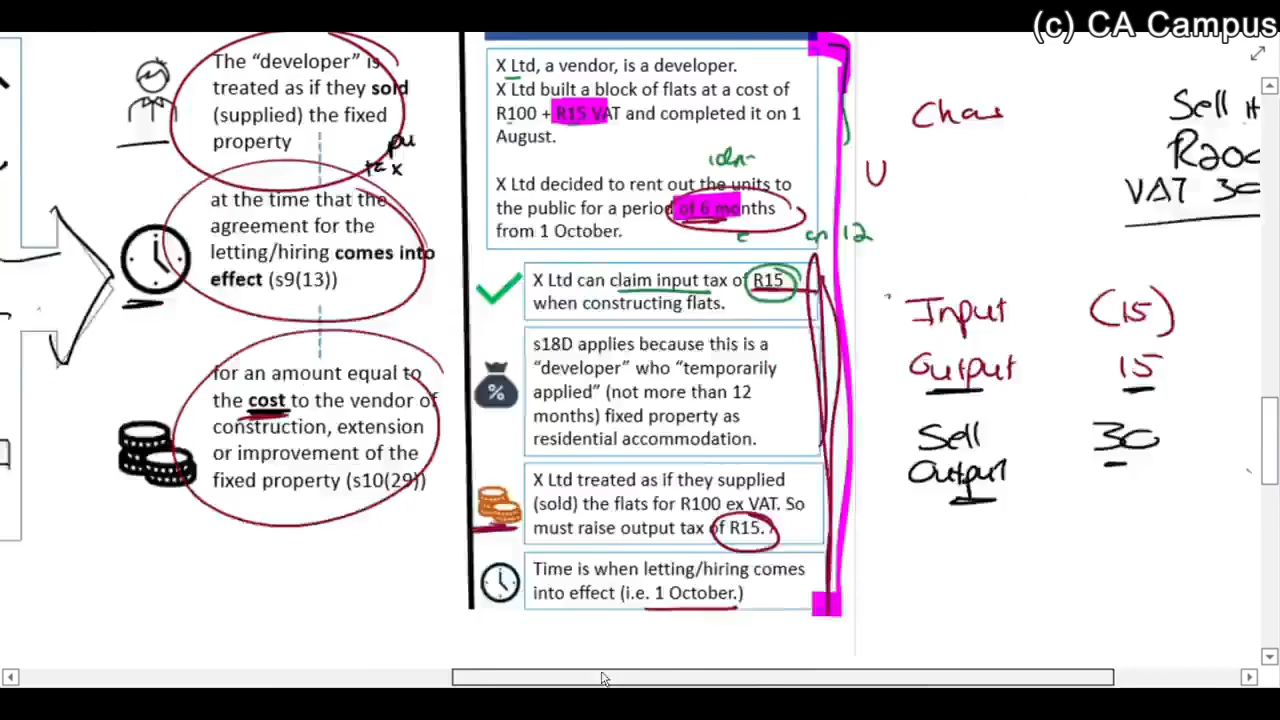 (c) CA Campus
The "developer" is
treated as if they sold
(supplied) the fixed
property
at the time that the
agreement for the
letting/hiring comes into
effect (s9(13))
for an amount equal to
the cost to the vendor of
construction, extension
or improvement of the
fixed property (s10(29))
X Ltd, a vendor, is a developer.
X Ltd built a block of flats at a cost of
R100 + R15 VAT and completed it on 1
August.
X Ltd decided to rent out the units to
the public for a period of 6 months
from 1 October.
X Ltd can claim input tax of R15
when constructing flats.
%
s18D applies because this is a
"developer" who "temporarily
applied" (not more than 12
months) fixed property as
residential accommodation.
X Ltd treated as if they supplied
(sold) the flats for R100 ex VAT. So
must raise output tax of R15.
Time is when letting/hiring comes
into effect (i.e. 1 October.)
12
U
Sell
VAT 30
Input (15)
Output 15
Sell 30
Output